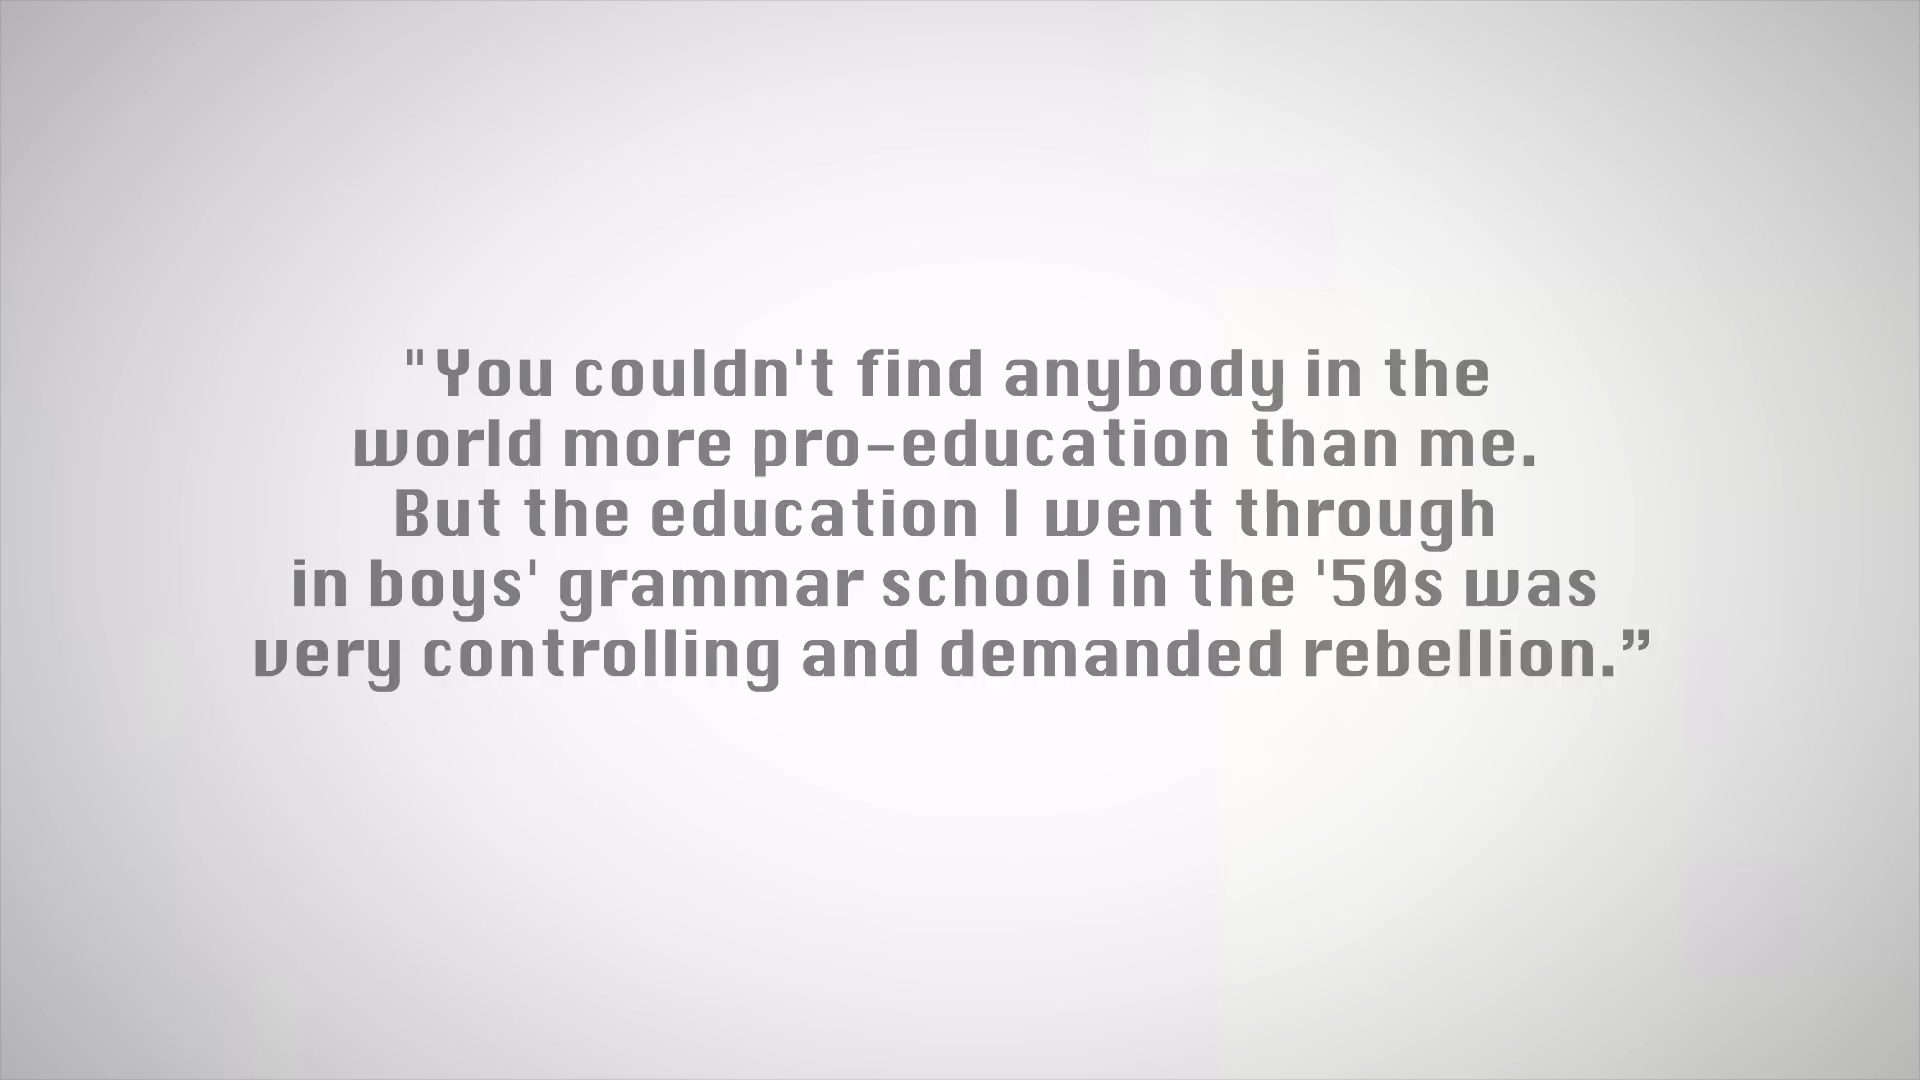 "You couldn't find anybody in the
world more pro-education than me.
But the education I went through
in boys' grammar school in the '50s was
very controlling and demanded rebellion.”